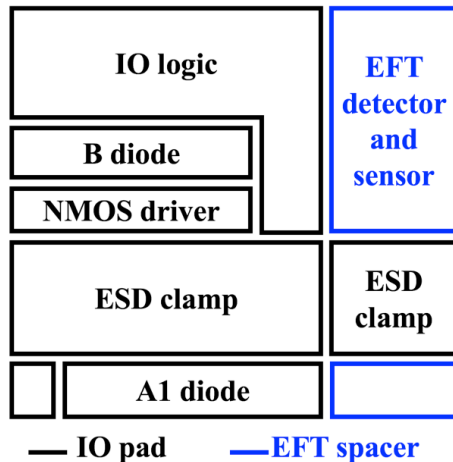 IO logic
EFT
detector
and
sensor
B diode
NMOS driver
ESD clamp
ESD
clamp
A1 diode
IO pad
EFT spacer